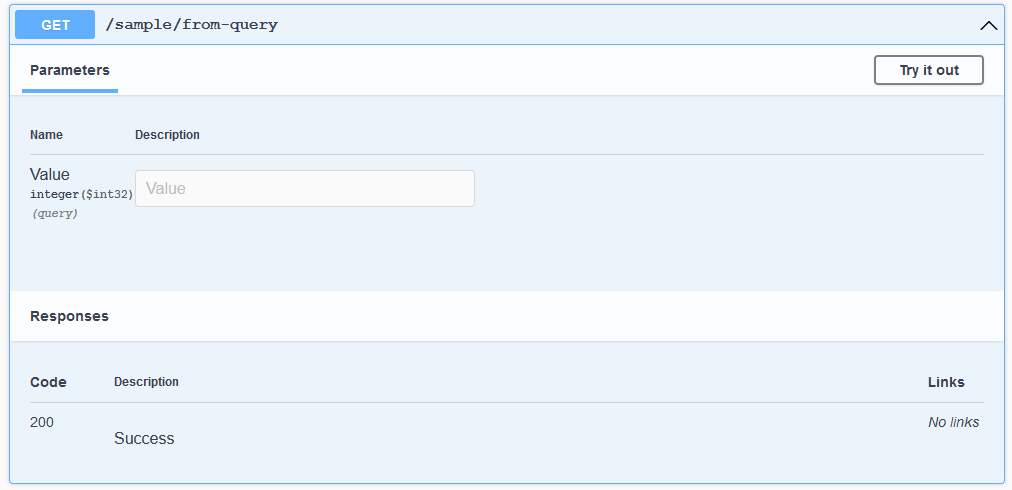 GET /sample/from-query
Parameters Try it out
Name Description
Value
integer($int32) Value
(query)
Responses
Code Description Links
200 No links
Success